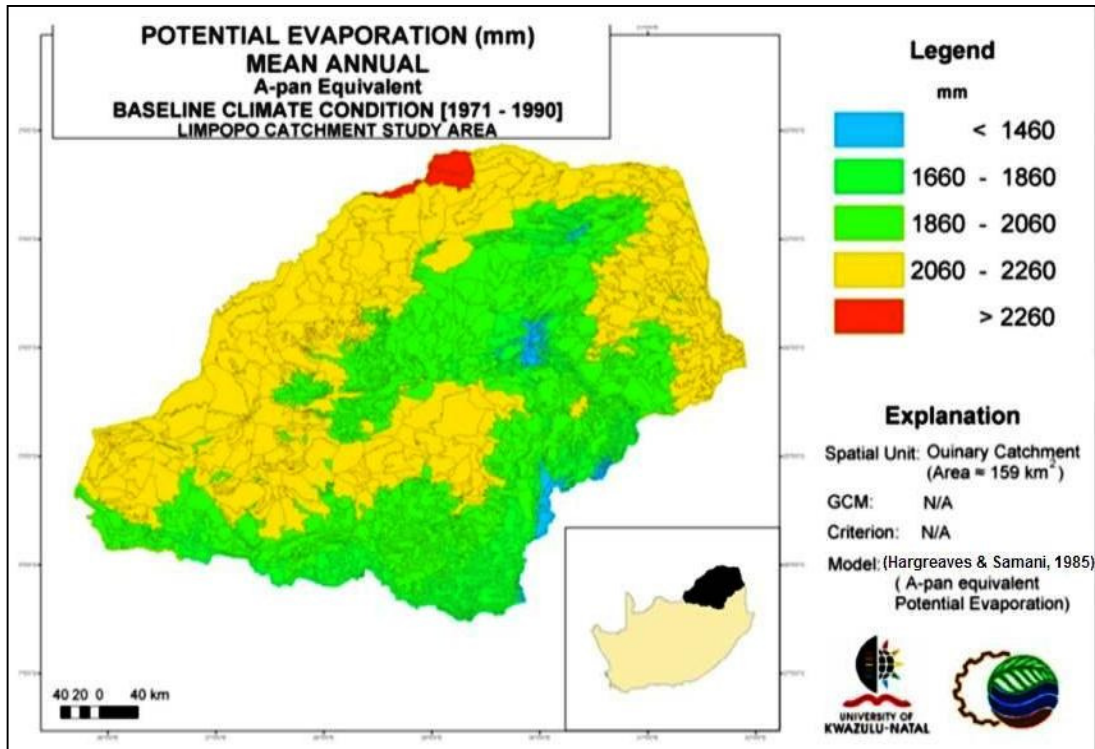 POTENTIAL EVAPORATION (mm)
MEAN ANNUAL
A-pan Equivalent
BASELINE CLIMATE CONDITION [1971 - 1990]
LIMPOPO CATCHMENT STUDY AREA
Legend
mm
< 1460
1660 - 1860
1860 - 2060
2060 - 2260
> 2260
Explanation
Spatial Unit: Ouinary Catchment
(Area ≈ 159 km²)
GCM: N/A
Criterion: N/A
Model: (Hargreaves & Samani, 1985)
( A-pan equivalent
Potential Evaporation)
40 20 0 40 km
UNIVERSITY OF
KWAZULU-NATAL